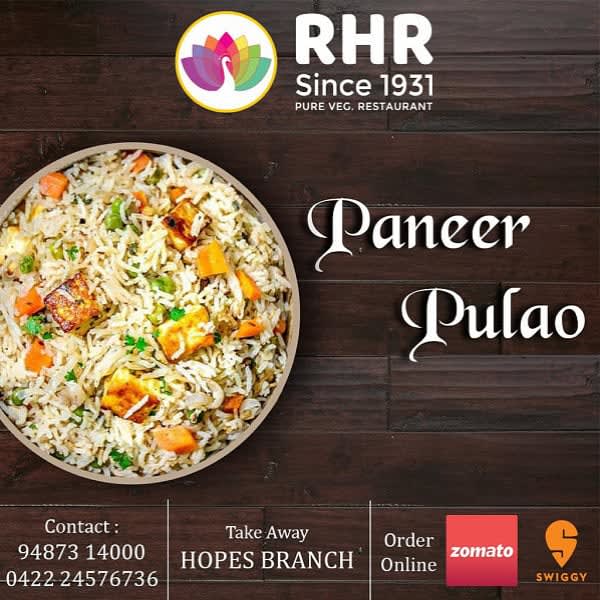 RHR
Since 1931
PURE VEG. RESTAURANT
Paneer
Pulao
Contact :
94873 14000
0422 24576736
Take Away
HOPES BRANCH
Order
Online
zomato
SWIGGY